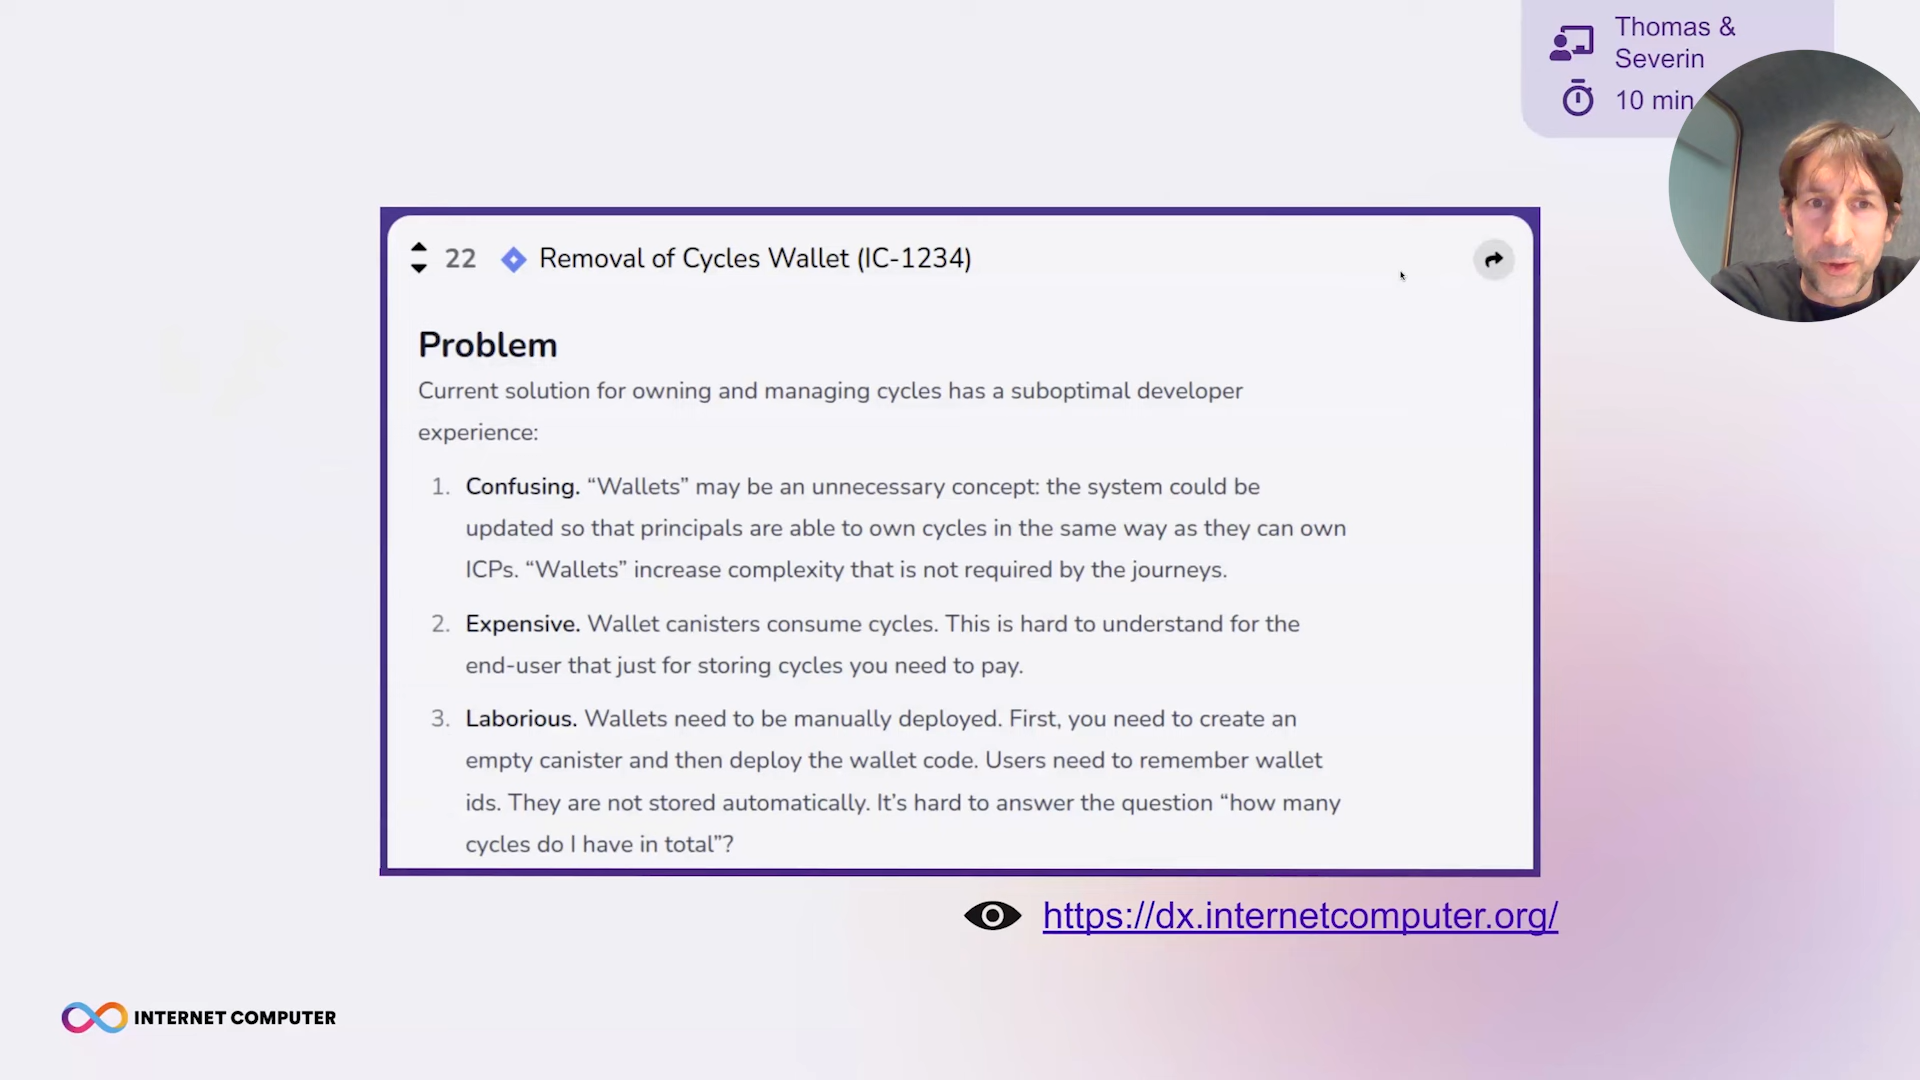 Thomas &
Severin
10 min
22 Removal of Cycles Wallet (IC-1234)
Problem
Current solution for owning and managing cycles has a suboptimal developer
experience:
1. Confusing. “Wallets” may be an unnecessary concept: the system could be
updated so that principals are able to own cycles in the same way as they can own
ICPs. “Wallets” increase complexity that is not required by the journeys.
2. Expensive. Wallet canisters consume cycles. This is hard to understand for the
end-user that just for storing cycles you need to pay.
3. Laborious. Wallets need to be manually deployed. First, you need to create an
empty canister and then deploy the wallet code. Users need to remember wallet
ids. They are not stored automatically. It’s hard to answer the question “how many
cycles do I have in total”?
https://dx.internetcomputer.org/
INTERNET COMPUTER